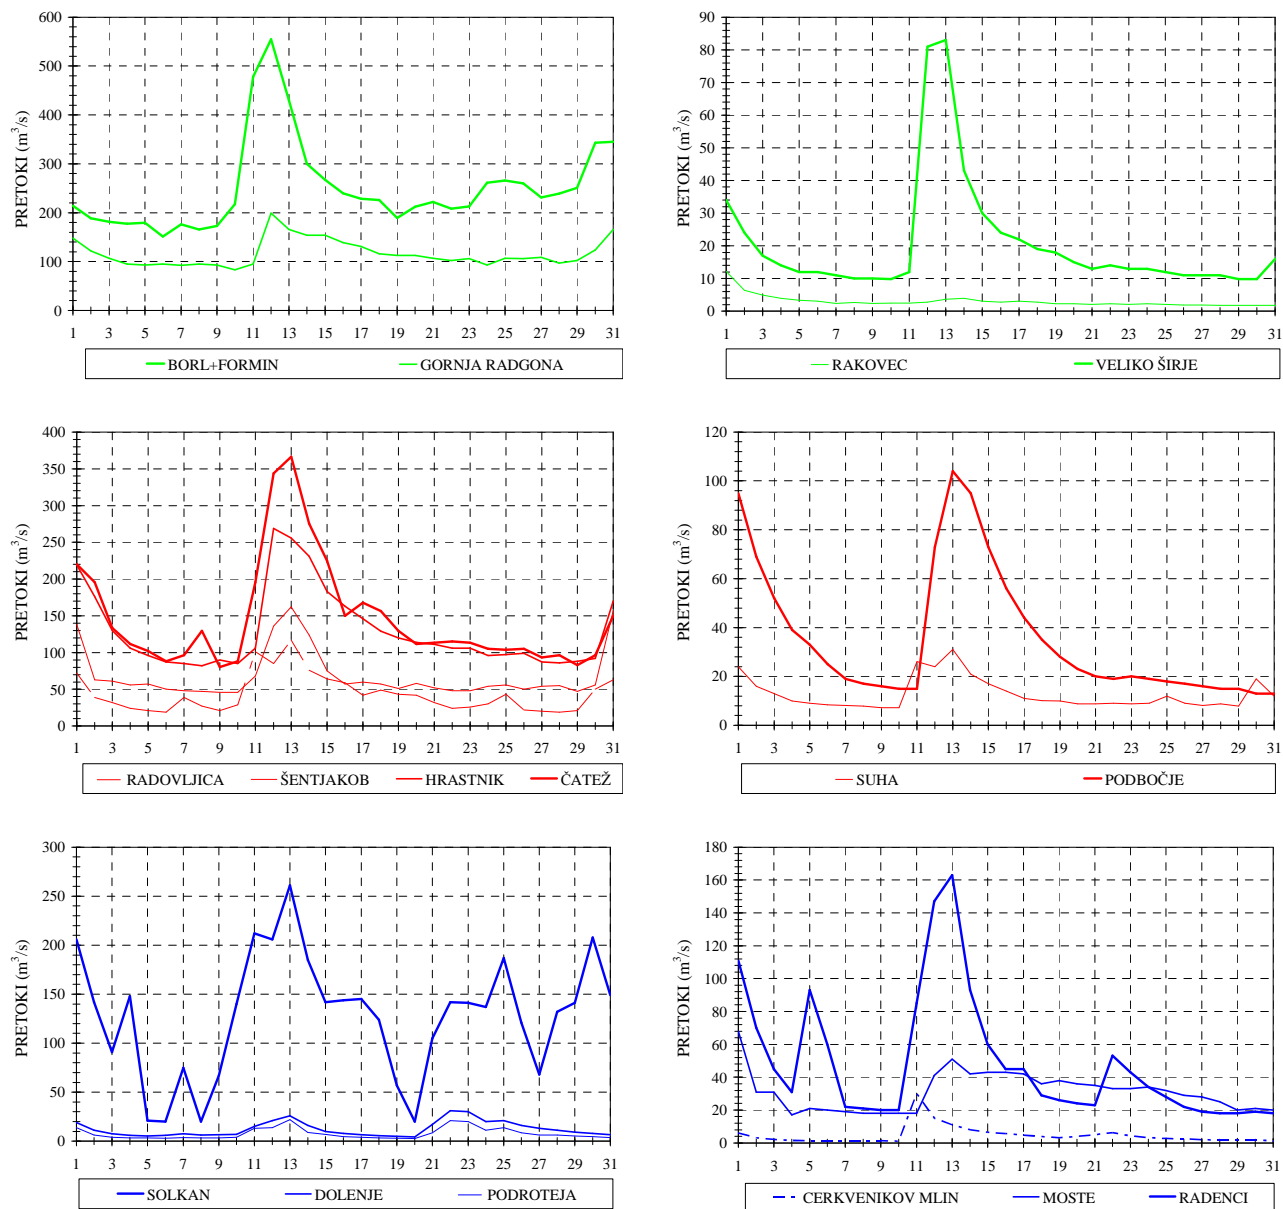 600
500
400
300
200
100
0
PRETOKI (m³/s)
1 3 5 7 9 11 13 15 17 19 21 23 25 27 29 31
BORL+FORMIN GORNJA RADGONA
90
80
70
60
50
40
30
20
10
0
PRETOKI (m³/s)
1 3 5 7 9 11 13 15 17 19 21 23 25 27 29 31
RAKOVEC VELIKO ŠIRJE
400
350
300
250
200
150
100
50
0
PRETOKI (m³/s)
1 3 5 7 9 11 13 15 17 19 21 23 25 27 29 31
RADOVLJICA ŠENTJAKOB HRASTNIK ČATEŽ
120
100
80
60
40
20
0
PRETOKI (m³/s)
1 3 5 7 9 11 13 15 17 19 21 23 25 27 29 31
SUHA PODBOČJE
300
250
200
150
100
50
0
PRETOKI (m³/s)
1 3 5 7 9 11 13 15 17 19 21 23 25 27 29 31
SOLKAN DOLENJE PODROTEJA
180
160
140
120
100
80
60
40
20
0
PRETOKI (m³/s)
1 3 5 7 9 11 13 15 17 19 21 23 25 27 29 31
CERKVENIKOV MLIN MOSTE RADENCI